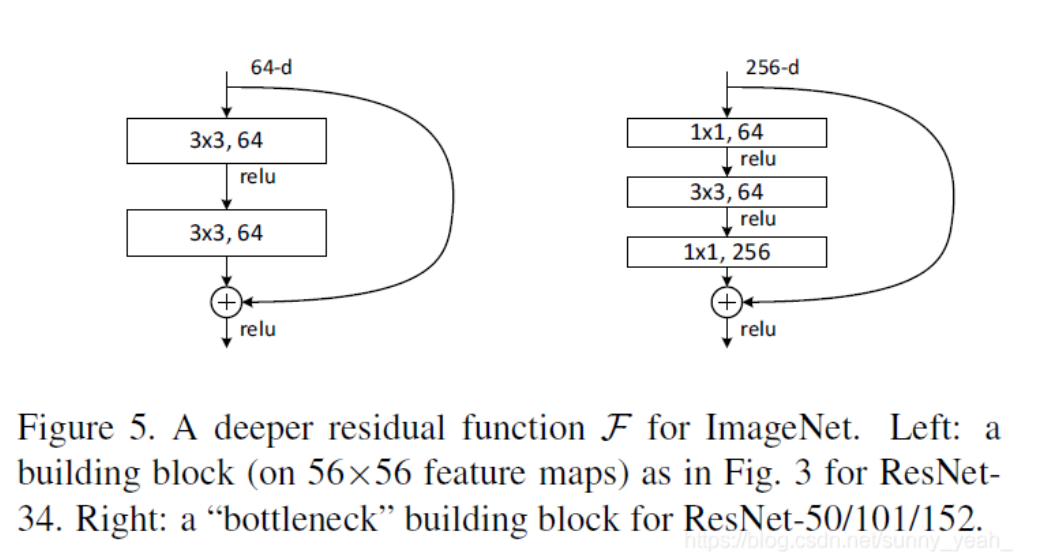 64-d
3x3, 64
relu
3x3, 64
+
relu
256-d
1x1, 64
relu
3x3, 64
relu
1x1, 256
+
relu
Figure 5. A deeper residual function F for ImageNet. Left: a
building block (on 56×56 feature maps) as in Fig. 3 for ResNet-
34. Right: a “bottleneck” building block for ResNet-50/101/152.
https://blog.csdn.net/sunny_yeah_